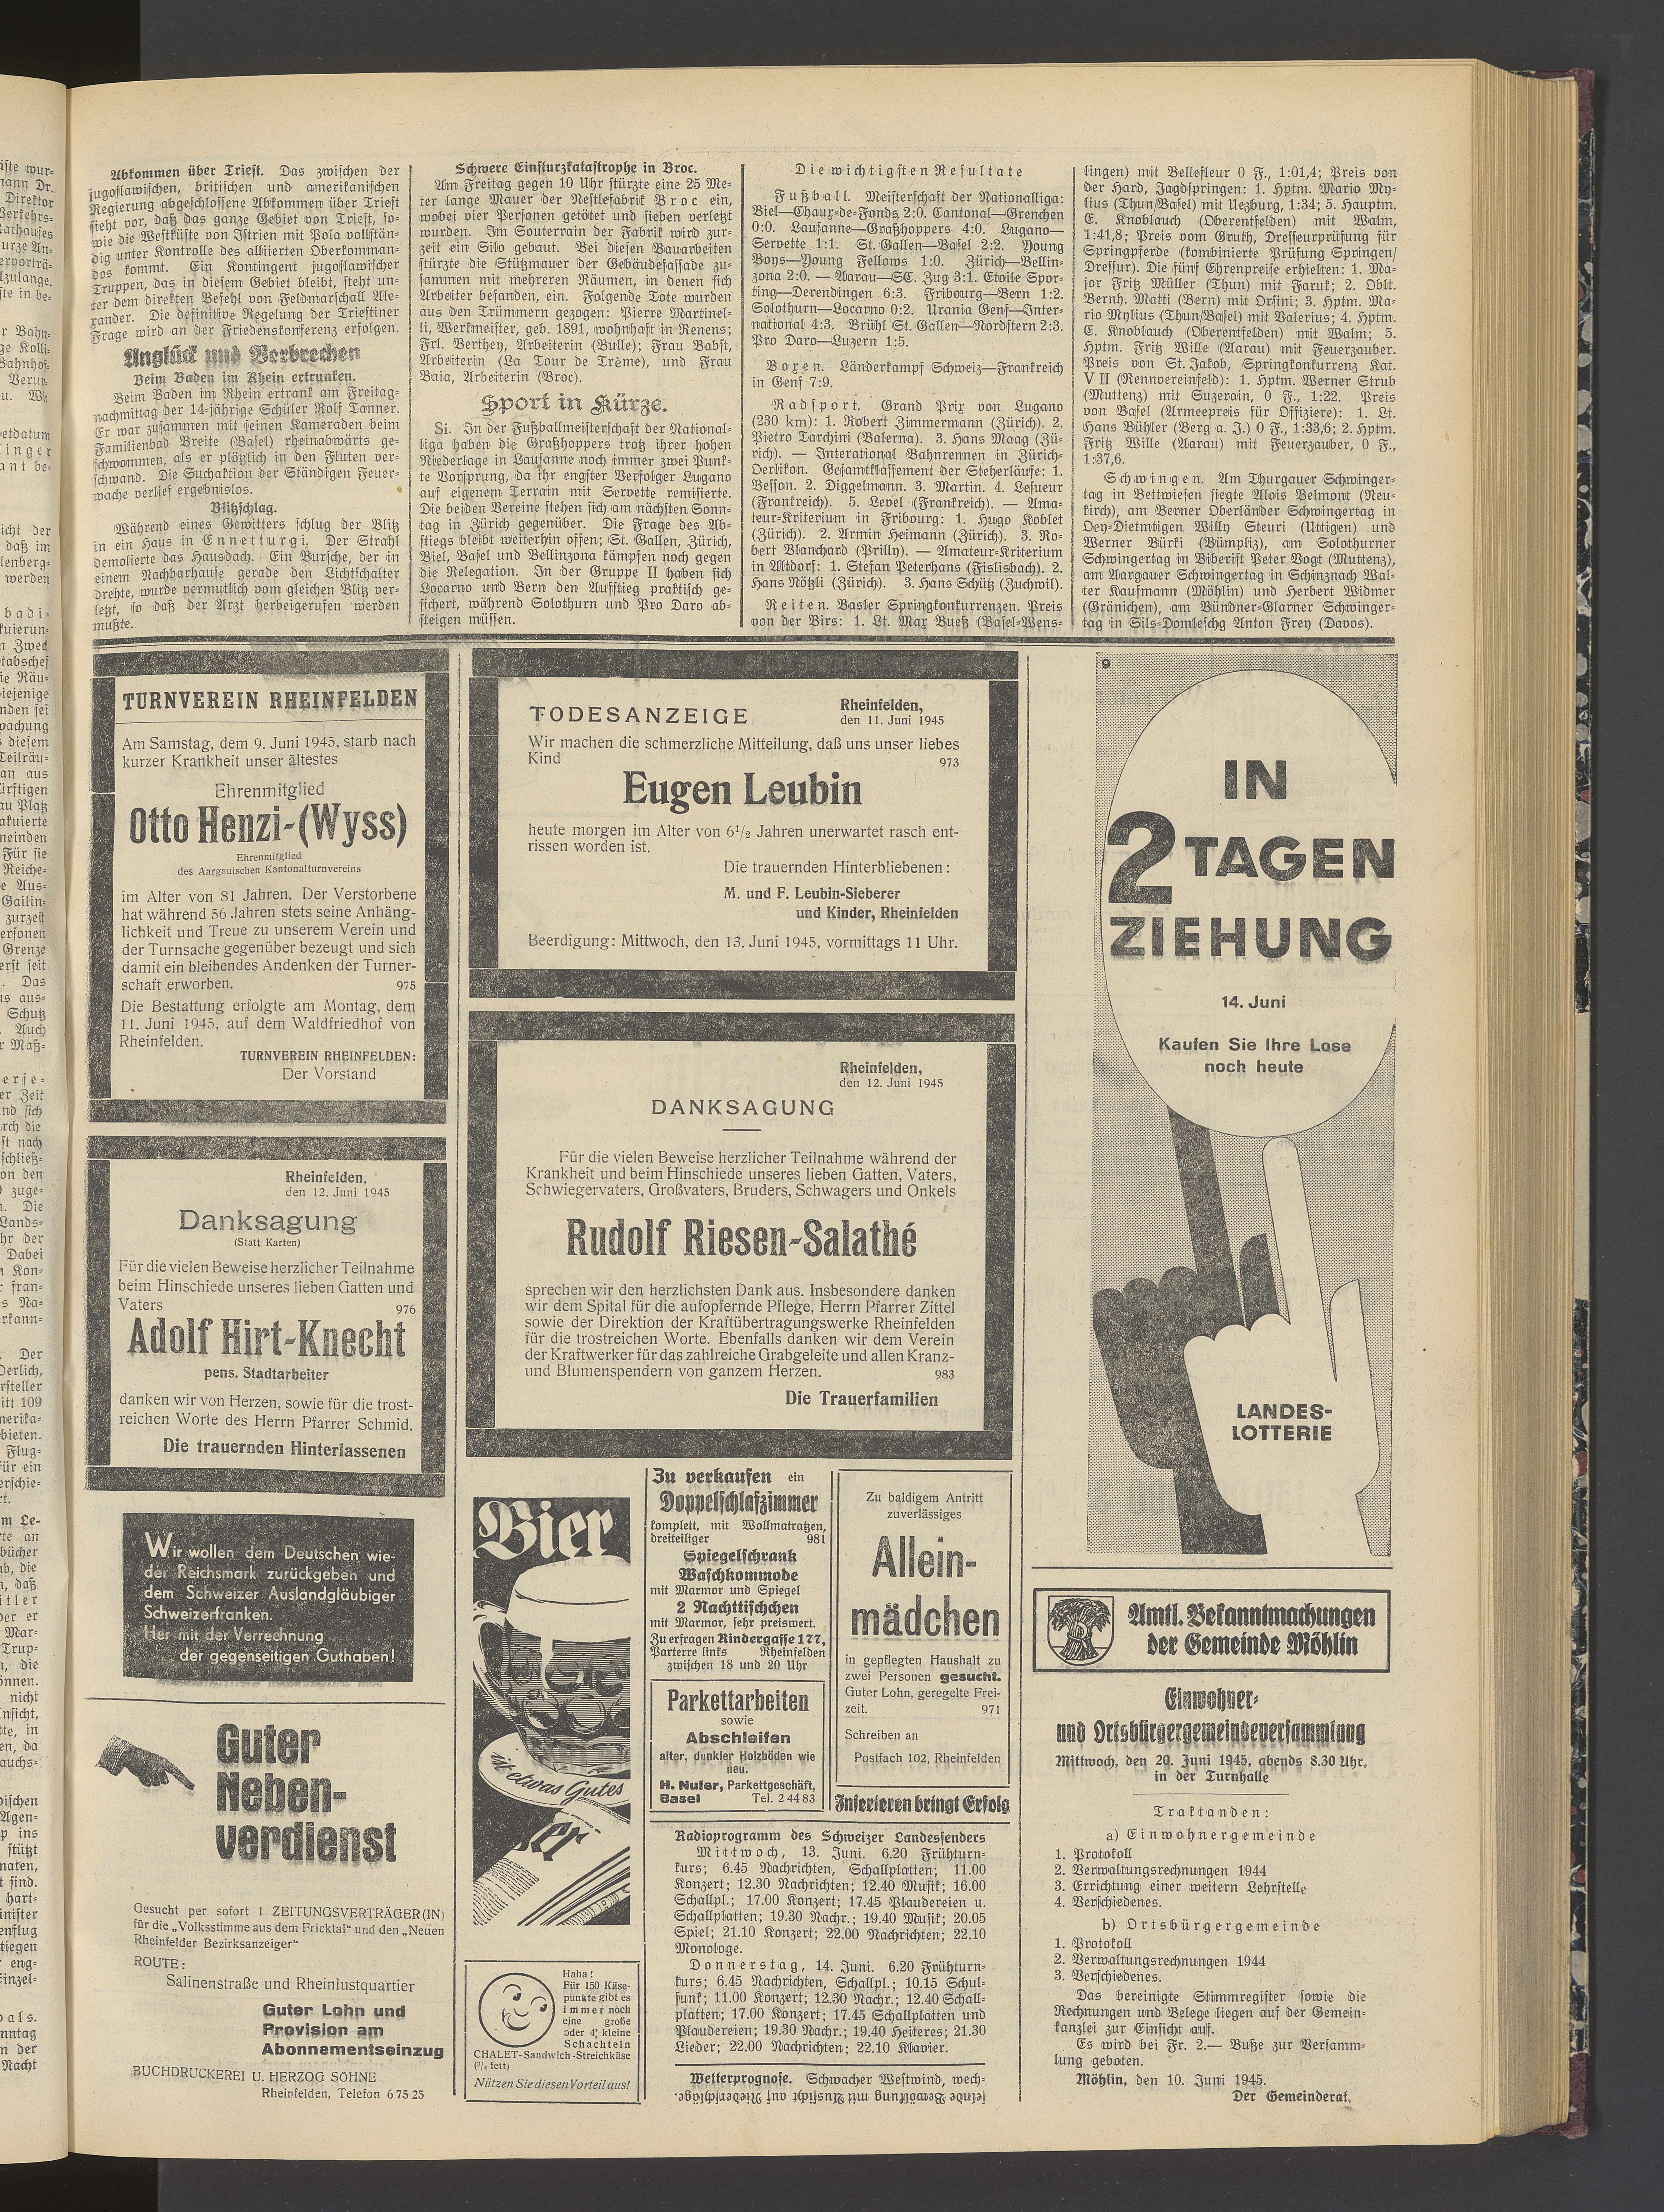 Abkommen über Triest. Das zwischen der
jugoslawischen, britischen und amerikanischen
Regierung abgeschlossene Abkommen über Triest
sieht vor, daß das ganze Gebiet von Triest, so-
wie die Westküste von Istrien mit Pola vollstän-
dig unter Kontrolle des alliierten Oberkomman-
dos kommt. Ein Kontingent jugoslawischer
Truppen, das in diesem Gebiet bleibt, steht un-
ter dem direkten Befehl von Feldmarschall Ale-
xander. Die definitive Regelung der Triestiner
Frage wird an der Friedenskonferenz erfolgen.
Unglück und Verbrechen
Beim Baden im Rhein ertrunken.
Beim Baden im Rhein ertrank am Freitag-
nachmittag der 14-jährige Schüler Rolf Tanner.
Er war zusammen mit seinen Kameraden beim
Familienbad Breite (Basel) rheinabwärts ge-
schwommen, als er plötzlich in den Fluten ver-
schwand. Die Suchaktion der Ständigen Feuer-
wache verlief ergebnislos.
Blitzschlag.
Während eines Gewitters schlug der Blitz
in ein Haus in Ennetturgi. Der Strahl
demolierte das Hausdach. Ein Bursche, der in
einem Nachbarhause gerade den Lichtschalter
drehte, wurde vermutlich vom gleichen Blitz ver-
letzt, so daß der Arzt herbeigerufen werden
mußte.
Schwere Einsturzkatastrophe in Broc.
Am Freitag gegen 10 Uhr stürzte eine 25 Me-
ter lange Mauer der Nestlefabrik Broc ein,
wobei vier Personen getötet und sieben verletzt
wurden. Im Souterrain der Fabrik wird zur-
zeit ein Silo gebaut. Bei diesen Bauarbeiten
stürzte die Stützmauer der Gebäudefassade zu-
sammen mit mehreren Räumen, in denen sich
Arbeiter befanden, ein. Folgende Tote wurden
aus den Trümmern gezogen: Pierre Martinel-
li, Werkmeister, geb. 1891, wohnhaft in Renens;
Frl. Berthey, Arbeiterin (Bulle); Frau Babst,
Arbeiterin (La Tour de Trème), und Frau
Baia, Arbeiterin (Broc).
Sport in Kürze.
Si. In der Fußballmeisterschaft der National-
liga haben die Graßhoppers trotz ihrer hohen
Niederlage in Lausanne noch immer zwei Punk-
te Vorsprung, da ihr engster Verfolger Lugano
auf eigenem Terrain mit Servette remisierte.
Die beiden Vereine stehen sich am nächsten Sonn-
tag in Zürich gegenüber. Die Frage des Ab-
stiegs bleibt weiterhin offen; St. Gallen, Zürich,
Biel, Basel und Bellinzona kämpfen noch gegen
die Relegation. In der Gruppe II haben sich
Locarno und Bern den Aufstieg praktisch ge-
sichert, während Solothurn und Pro Daro ab-
steigen müssen.
Die wichtigsten Resultate
Fußball. Meisterschaft der Nationalliga:
Biel—Chaux-de-Fonds 2:0. Cantonal—Grenchen
0:0. Lausanne—Graßhoppers 4:0. Lugano—
Servette 1:1. St. Gallen—Basel 2:2. Young
Boys—Young Fellows 1:0. Zürich—Bellin-
zona 2:0. — Aarau—SC. Zug 3:1. Etoile Spor-
ting—Derendingen 6:3. Fribourg—Bern 1:2.
Solothurn—Locarno 0:2. Urania Genf—Inter-
national 4:3. Brühl St. Gallen—Nordstern 2:3.
Pro Daro—Luzern 1:5.
Boxen. Länderkampf Schweiz—Frankreich
in Genf 7:9.
Radsport. Grand Prix von Lugano
(230 km): 1. Robert Zimmermann (Zürich). 2.
Pietro Tarchini (Balerna). 3. Hans Maag (Zü-
rich). — Interational Bahnrennen in Zürich-
Oerlikon. Gesamtklassement der Steherläufe: 1.
Besson. 2. Diggelmann. 3. Martin. 4. Lesueur
(Frankreich). 5. Level (Frankreich). — Ama-
teur-Kriterium in Fribourg: 1. Hugo Koblet
(Zürich). 2. Armin Heimann (Zürich). 3. Ro-
bert Blanchard (Prilly). — Amateur-Kriterium
in Altdorf: 1. Stefan Peterhans (Fislisbach). 2.
Hans Nötzli (Zürich). 3. Hans Schütz (Zuchwil).
Reiten. Basler Springkonkurrenzen. Preis
von der Birs: 1. Lt. Max Bueß (Basel-Wens-
lingen) mit Bellefleur 0 F., 1:01,4; Preis von
der Hard, Jagdspringen: 1. Hptm. Mario My-
lius (Thun/Basel) mit Uezburg, 1:34; 5. Hauptm.
E. Knoblauch (Oberentfelden) mit Walm,
1:41,8; Preis vom Gruth, Dresseurprüfung für
Springpferde (kombinierte Prüfung Springen/
Dressur). Die fünf Ehrenpreise erhielten: 1. Ma-
jor Fritz Müller (Thun) mit Faruk; 2. Oblt.
Bernh. Matti (Bern) mit Orsini; 3. Hptm. Ma-
rio Mylius (Thun/Basel) mit Valerius; 4. Hptm.
E. Knoblauch (Oberentfelden) mit Walm; 5.
Hptm. Fritz Wille (Aarau) mit Feuerzauber.
Preis von St. Jakob, Springkonkurrenz Kat.
V II (Rennvereinfeld): 1. Hptm. Werner Strub
(Muttenz) mit Suzerain, 0 F., 1:22. Preis
von Basel (Armeepreis für Offiziere): 1. Lt.
Hans Bühler (Berg a. J.) 0 F., 1:33,6; 2. Hptm.
Fritz Wille (Aarau) mit Feuerzauber, 0 F.,
1:37,6.
Schwingen. Am Thurgauer Schwinger-
tag in Bettwiesen siegte Alois Belmont (Neu-
kirch), am Berner Oberländer Schwingertag in
Oey-Dietmtigen Willy Steuri (Uttigen) und
Werner Bürki (Bümpliz), am Solothurner
Schwingertag in Biberist Peter Vogt (Muttenz),
am Aargauer Schwingertag in Schinznach Wal-
ter Kaufmann (Möhlin) und Herbert Widmer
(Gränichen), am Bündner-Glarner Schwinger-
tag in Sils-Domleschg Anton Frey (Davos).
TURNVEREIN RHEINFELDEN
Am Samstag, dem 9. Juni 1945, starb nach
kurzer Krankheit unser ältestes
Ehrenmitglied
Otto Henzi-(Wyss)
Ehrenmitglied
des Aargauischen Kantonalturnvereins
im Alter von 81 Jahren. Der Verstorbene
hat während 56 Jahren stets seine Anhäng-
lichkeit und Treue zu unserem Verein und
der Turnsache gegenüber bezeugt und sich
damit ein bleibendes Andenken der Turner-
schaft erworben. 975
Die Bestattung erfolgte am Montag, dem
11. Juni 1945, auf dem Waldfriedhof von
Rheinfelden.
TURNVEREIN RHEINFELDEN:
Der Vorstand
Rheinfelden,
den 12. Juni 1945
Danksagung
(Statt Karten)
Für die vielen Beweise herzlicher Teilnahme
beim Hinschiede unseres lieben Gatten und
Vaters 976
Adolf Hirt-Knecht
pens. Stadtarbeiter
danken wir von Herzen, sowie für die trost-
reichen Worte des Herrn Pfarrer Schmid.
Die trauernden Hinterlassenen
Wir wollen dem Deutschen wie-
der Reichsmark zurückgeben und
dem Schweizer Auslandgläubiger
Schweizerfranken.
Her mit der Verrechnung
der gegenseitigen Guthaben!
Guter
Neben-
verdienst
Gesucht per sofort 1 ZEITUNGSVERTRÄGER(IN)
für die „Volksstimme aus dem Fricktal“ und den „Neuen
Rheinfelder Bezirksanzeiger“
ROUTE:
Salinenstraße und Rheinlustquartier
Guter Lohn und
Provision am
Abonnementseinzug
BUCHDRUCKEREI U. HERZOG SÖHNE
Rheinfelden, Telefon 6 75 25
TODESANZEIGE
Rheinfelden,
den 11. Juni 1945
Wir machen die schmerzliche Mitteilung, daß uns unser liebes
Kind 973
Eugen Leubin
heute morgen im Alter von 6 1/2 Jahren unerwartet rasch ent-
rissen worden ist.
Die trauernden Hinterbliebenen:
M. und F. Leubin-Sieberer
und Kinder, Rheinfelden
Beerdigung: Mittwoch, den 13. Juni 1945, vormittags 11 Uhr.
Rheinfelden,
den 12. Juni 1945
DANKSAGUNG
Für die vielen Beweise herzlicher Teilnahme während der
Krankheit und beim Hinschiede unseres lieben Gatten, Vaters,
Schwiegervaters, Großvaters, Bruders, Schwagers und Onkels
Rudolf Riesen-Salathé
sprechen wir den herzlichsten Dank aus. Insbesondere danken
wir dem Spital für die aufopfernde Pflege, Herrn Pfarrer Zittel
sowie der Direktion der Kraftübertragungswerke Rheinfelden
für die trostreichen Worte. Ebenfalls danken wir dem Verein
der Kraftwerker für das zahlreiche Grabgeleite und allen Kranz-
und Blumenspendern von ganzem Herzen. 983
Die Trauerfamilien
Bier
ist etwas Gutes
Haha!
Für 150 Käse-
punkte gibt es
immer noch
eine große
oder 4 kleine
Schachteln
CHALET-Sandwich-Streichkäse
(3/4 fett)
Nützen Sie diesen Vorteil aus!
Zu verkaufen ein
Doppelschlafzimmer
komplett, mit Wollmatratzen,
dreiteiliger 981
Spiegelschrank
Waschkommode
mit Marmor und Spiegel
2 Nachttischchen
mit Marmor, sehr preiswert.
Zu erfragen Kindergasse 177,
Parterre links Rheinfelden
zwischen 18 und 20 Uhr
Parkettarbeiten
sowie
Abschleifen
alter, dunkler Holzböden wie
neu.
H. Nufer, Parkettgeschäft,
Basel Tel. 2 44 83
Zu baldigem Antritt
zuverlässiges
Allein-
mädchen
in gepflegten Haushalt zu
zwei Personen gesucht.
Guter Lohn, geregelte Frei-
zeit. 971
Schreiben an
Postfach 102, Rheinfelden
Inserieren bringt Erfolg
Radioprogramm des Schweizer Landessenders
Mittwoch, 13. Juni. 6.20 Frühturn-
kurs; 6.45 Nachrichten, Schallplatten; 11.00
Konzert; 12.30 Nachrichten; 12.40 Musik; 16.00
Schallpl.; 17.00 Konzert; 17.45 Plaudereien u.
Schallplatten; 19.30 Nachr.; 19.40 Musik; 20.05
Spiel; 21.10 Konzert; 22.00 Nachrichten; 22.10
Monologe.
Donnerstag, 14. Juni. 6.20 Frühturn-
kurs; 6.45 Nachrichten, Schallpl.; 10.15 Schul-
funk; 11.00 Konzert; 12.30 Nachr.; 12.40 Schall-
platten; 17.00 Konzert; 17.45 Schallplatten und
Plaudereien; 19.30 Nachr.; 19.40 Heiteres; 21.30
Lieder; 22.00 Nachrichten; 22.10 Klavier.
Wetterprognose. Schwacher Westwind, wech-
selnde Bewölkung mit Aussicht auf Niederschläge.
9
IN
2 TAGEN
ZIEHUNG
14. Juni
Kaufen Sie Ihre Lose
noch heute
LANDES-
LOTTERIE
Amtl. Bekanntmachungen
der Gemeinde Möhlin
Einwohner-
und Ortsbürgergemeindeversammlung
Mittwoch, den 20. Juni 1945, abends 8.30 Uhr,
in der Turnhalle
Traktanden:
a) Einwohnergemeinde
1. Protokoll
2. Verwaltungsrechnungen 1944
3. Errichtung einer weitern Lehrstelle
4. Verschiedenes.
b) Ortsbürgergemeinde
1. Protokoll
2. Verwaltungsrechnungen 1944
3. Verschiedenes.
Das bereinigte Stimmregister sowie die
Rechnungen und Belege liegen auf der Gemein-
kanzlei zur Einsicht auf.
Es wird bei Fr. 2.— Buße zur Versamm-
lung geboten.
Möhlin, den 10. Juni 1945.
Der Gemeinderat.